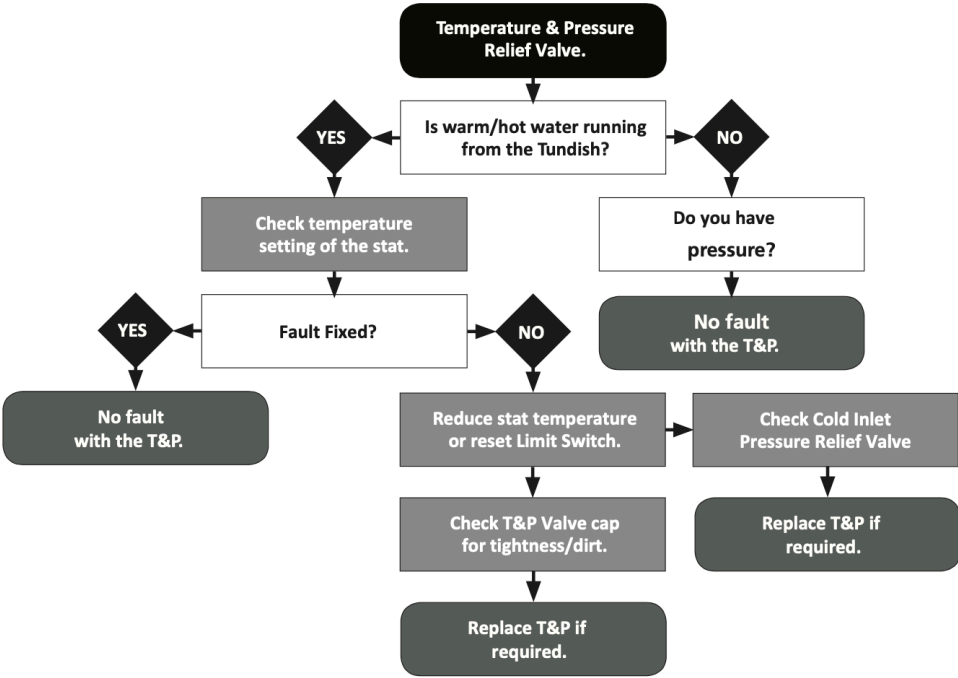 Temperature & Pressure
Relief Valve.
YES
Is warm/hot water running
from the Tundish?
NO
Check temperature
setting of the stat.
Do you have
pressure?
YES
Fault Fixed?
NO
No fault
with the T&P.
No fault
with the T&P.
Reduce stat temperature
or reset Limit Switch.
Check Cold Inlet
Pressure Relief Valve
Check T&P Valve cap
for tightness/dirt.
Replace T&P if
required.
Replace T&P if
required.